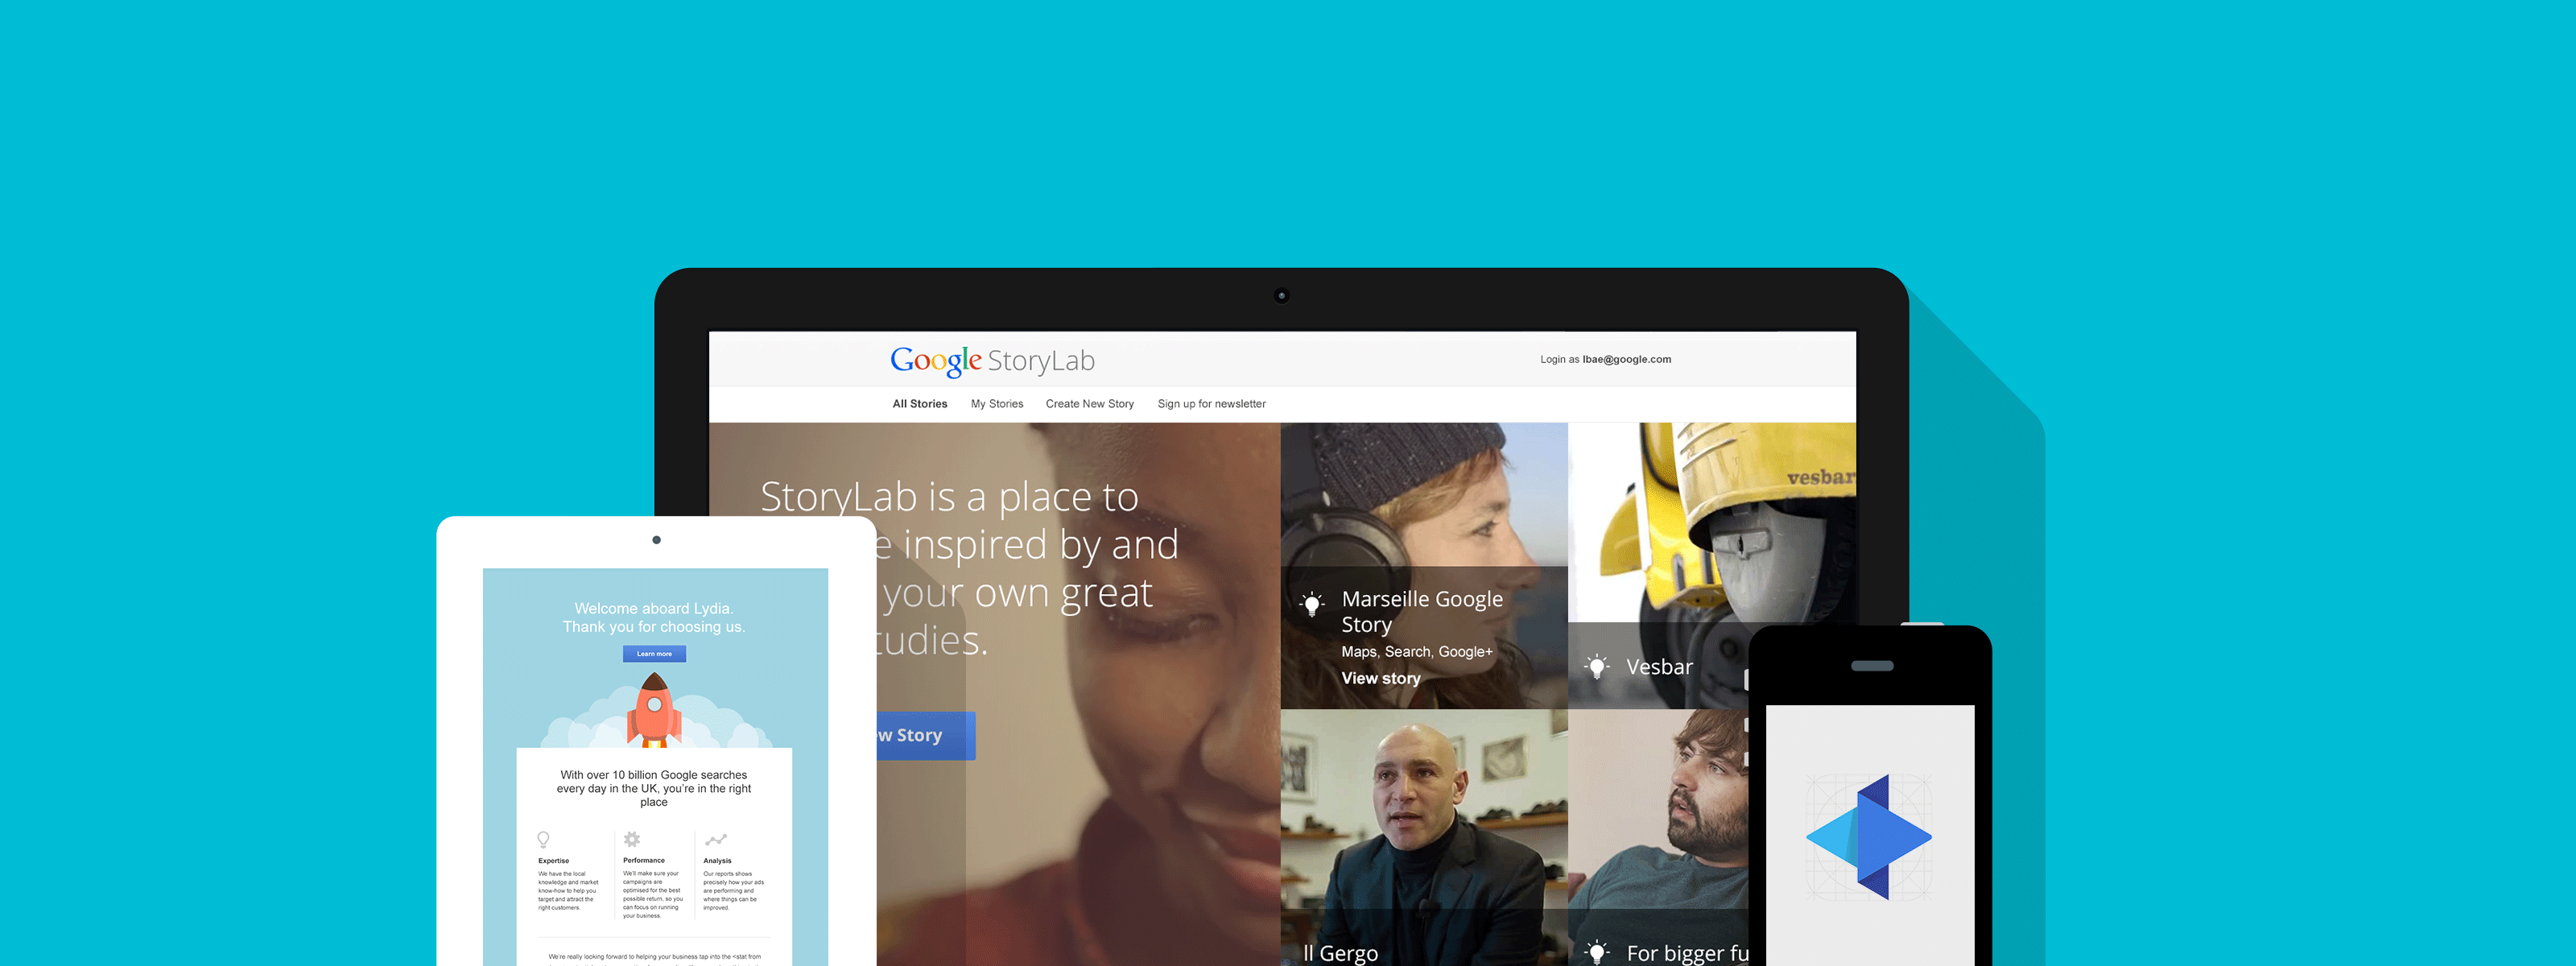 Google StoryLab
Login as lbae@google.com
All Stories
My Stories
Create New Story
Sign up for newsletter
StoryLab is a place to
e inspired by and
your own great
tudies.
w Story
vesbar
Marseille Google
Story
Maps, Search, Google+
View story
Vesbar
ll Gergo
For bigger fu
Welcome aboard Lydia.
Thank you for choosing us.
Learn more
With over 10 billion Google searches
every day in the UK, you're in the right
place
Expertise
We have the local
knowledge and market
know-how to help you
target and attract the
right customers.
Performance
We'll make sure your
campaigns are
optimised for the best
possible return, so you
can focus on running
your business.
Analysis
Our reports shows
precisely how your ads
are performing and
where things can be
improved.
We're really looking forward to helping your business tap into the <stat from